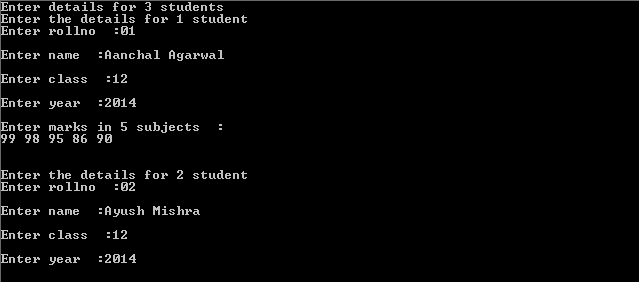 Enter details for 3 students
Enter the details for 1 student
Enter rollno  :01
Enter name  :Aanchal Agarwal
Enter class  :12
Enter year  :2014
Enter marks in 5 subjects  :
99 98 95 86 90
Enter the details for 2 student
Enter rollno  :02
Enter name  :Ayush Mishra
Enter class  :12
Enter year  :2014